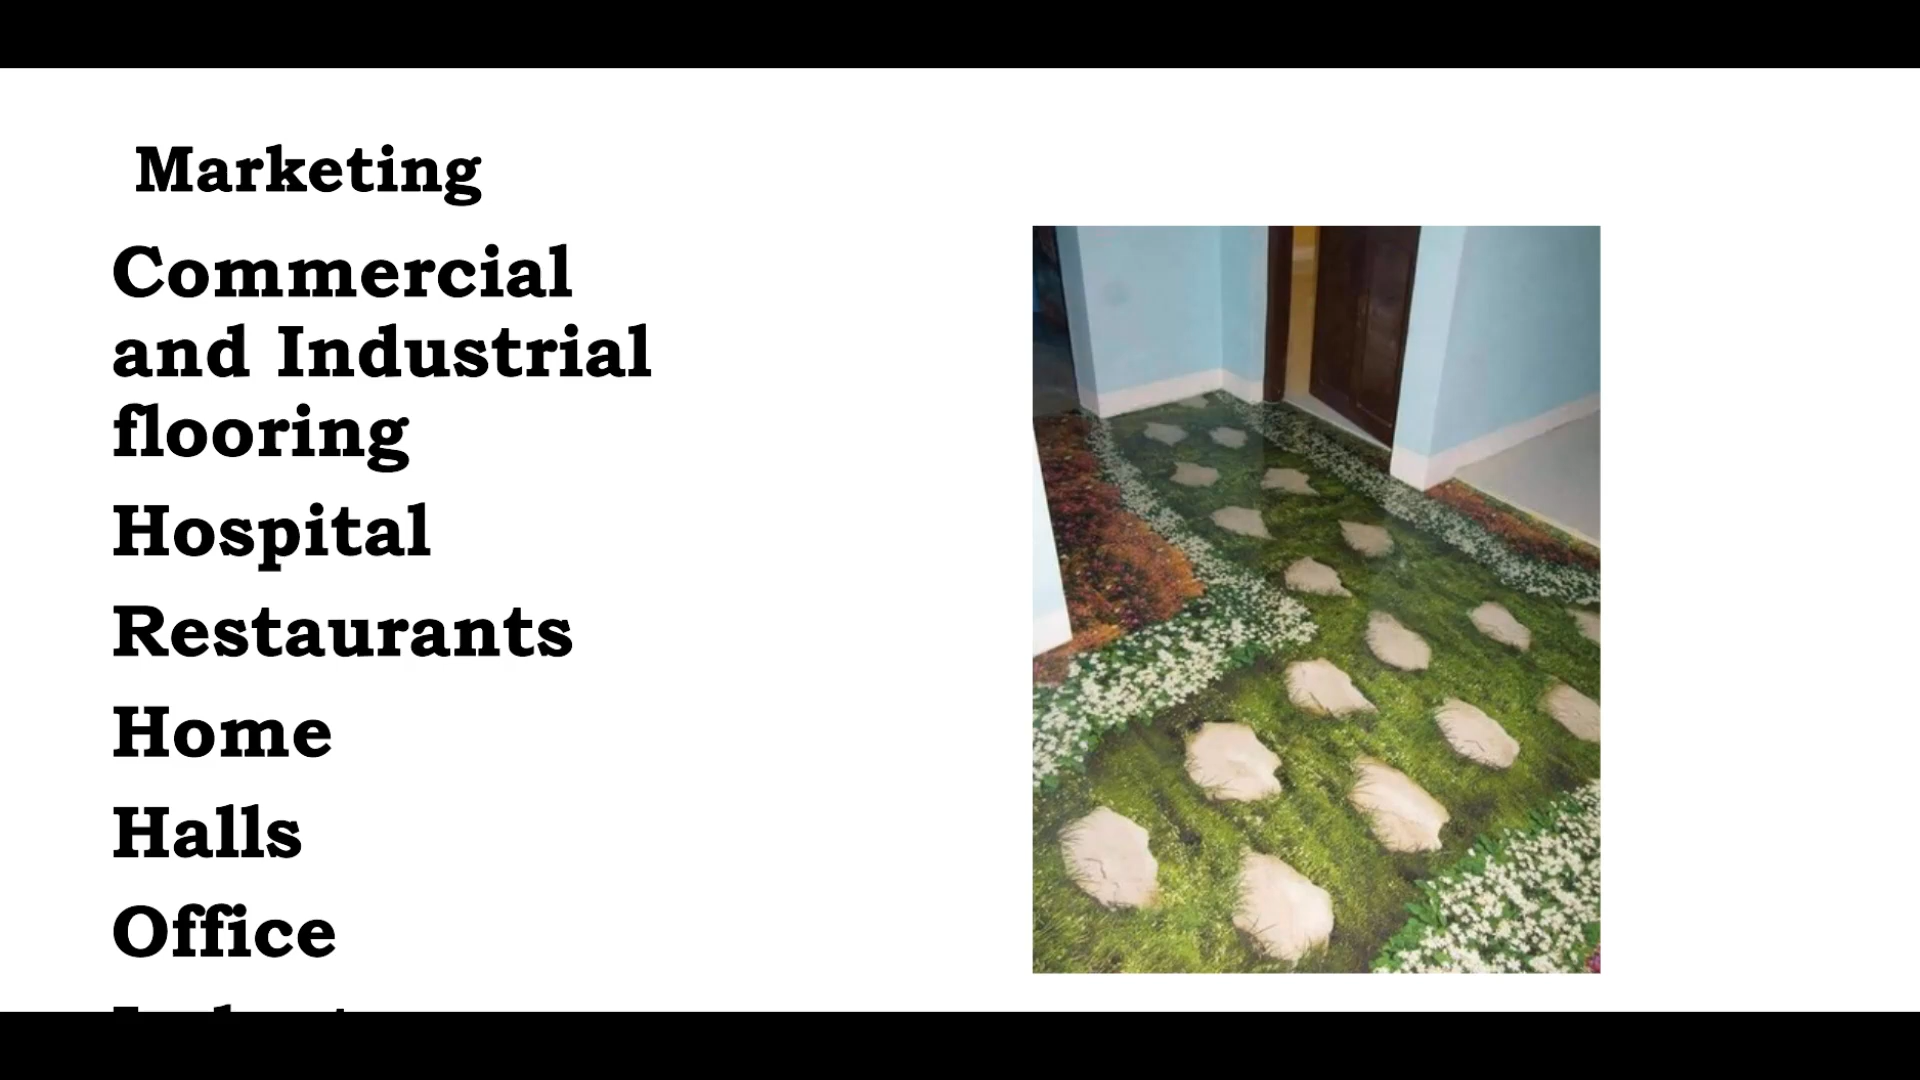 Marketing
Commercial
and Industrial
flooring
Hospital
Restaurants
Home
Halls
Office